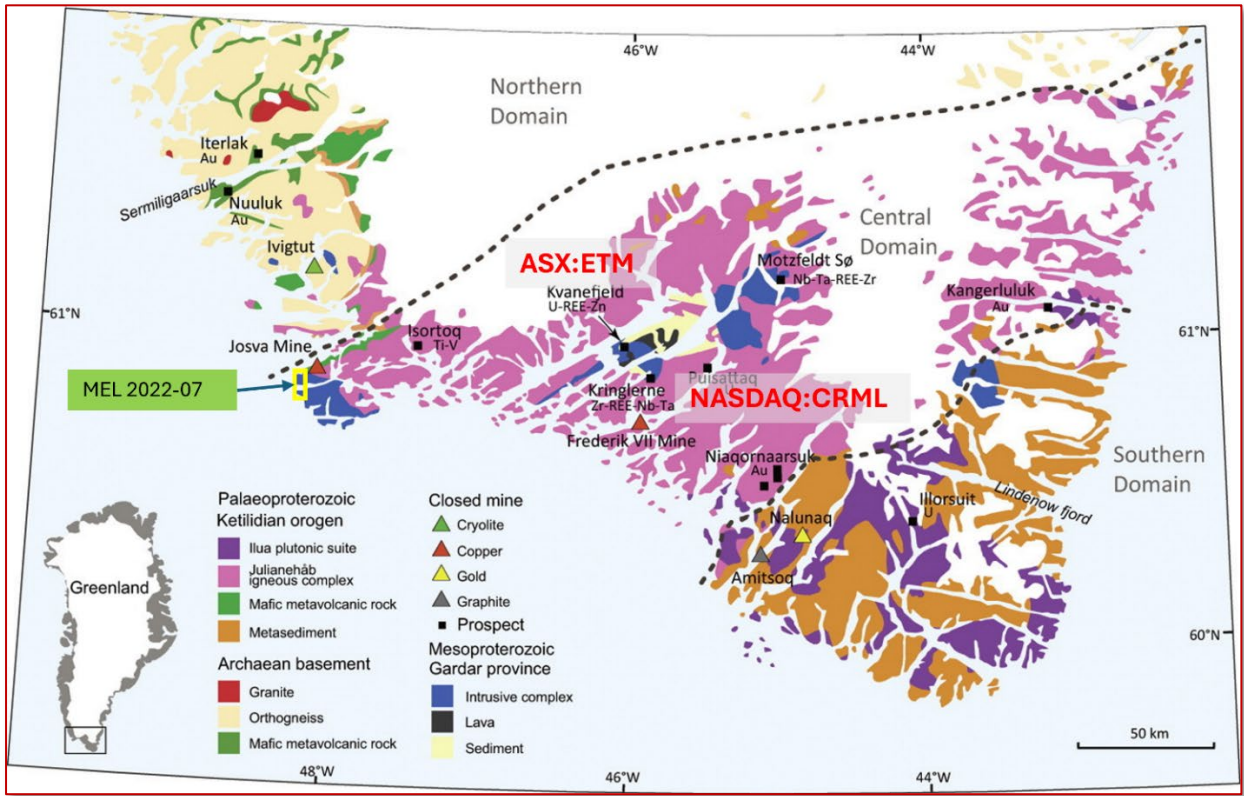 46°W
44°W
Northern
Domain
Iterlak
Au
Sermiligaarsuk
Nuuluk
Au
Central
Domain
Ivigtut
ASX:ETM
Motzfeldt Sø
Nb-Ta-REE-Zr
Kvanefjeld
U-REE-Zn
Kangerluluk
Au
61°N
61°N
Josva Mine
Isortoq
Ti-V
MEL 2022-07
Puisattaq
Kringlerne
Zr-REE-Nb-Ta
NASDAQ:CRML
Frederik VII Mine
Niaqornaarsuk
Au
Southern
Domain
Illorsuit
U
Lindenow fjord
Nalunaq
Amitsoq
60°N
Greenland
Palaeoproterozoic
Ketilidian orogen
Ilua plutonic suite
Julianehåb
igneous complex
Mafic metavolcanic rock
Metasediment
Archaean basement
Granite
Orthogneiss
Mafic metavolcanic rock
Closed mine
Cryolite
Copper
Gold
Graphite
Prospect
Mesoproterozoic
Gardar province
Intrusive complex
Lava
Sediment
50 km
48°W
46°W
44°W